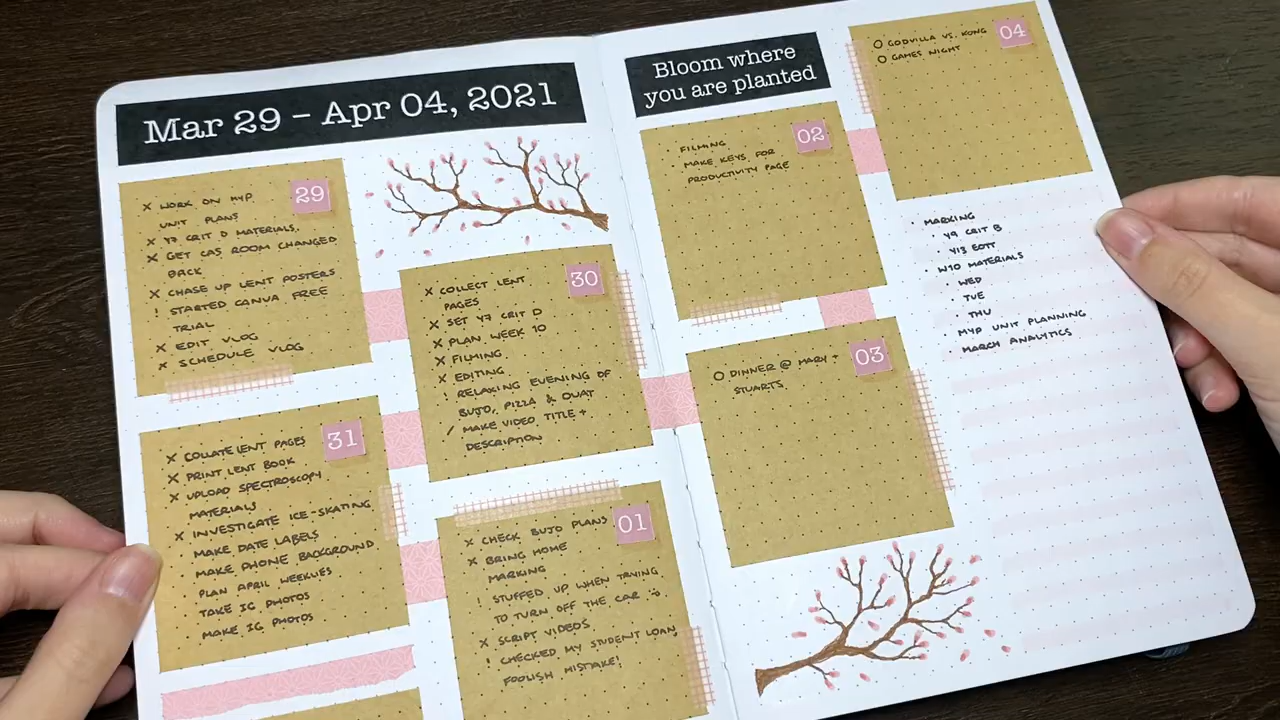 Mar 29 – Apr 04, 2021
29
× WORK ON MYP
UNIT PLANS
× Y7 CRIT D MATERIALS
× GET CAS ROOM CHANGED
BACK
× CHASE UP LENT POSTERS
! STARTED CANVA FREE
TRIAL
× EDIT VLOG
× SCHEDULE VLOG
30
× COLLECT LENT
PAGES
× SET Y7 CRIT D
× PLAN WEEK 10
× FILMING
× EDITING
! RELAXING EVENING OF
BUJO, PIZZA & OUAT
/ MAKE VIDEO TITLE +
DESCRIPTION
31
× COLLATE LENT PAGES
× PRINT LENT BOOK
× UPLOAD SPECTROSCOPY
MATERIALS
× INVESTIGATE ICE-SKATING
· MAKE DATE LABELS
· MAKE PHONE BACKGROUND
· PLAN APRIL WEEKLIES
· TAKE IG PHOTOS
· MAKE IG PHOTOS
01
× CHECK BUJO PLANS
× BRING HOME
MARKING
! STUFFED UP WHEN TRYING
TO TURN OFF THE CAR
× SCRIPT VIDEOS
! CHECKED MY STUDENT LOAN,
FOOLISH MISTAKE!
Bloom where
you are planted
02
· FILMING
· MAKE KEYS FOR
PRODUCTIVITY PAGE
03
O DINNER @ MARY +
STUARTS
04
O GODVILLA VS. KONG
O GAMES NIGHT
· MARKING
· Y9 CRIT B
· Y13 EOTT
· W10 MATERIALS
· WED
· TUE
· THU
· MYP UNIT PLANNING
· MARCH ANALYTICS